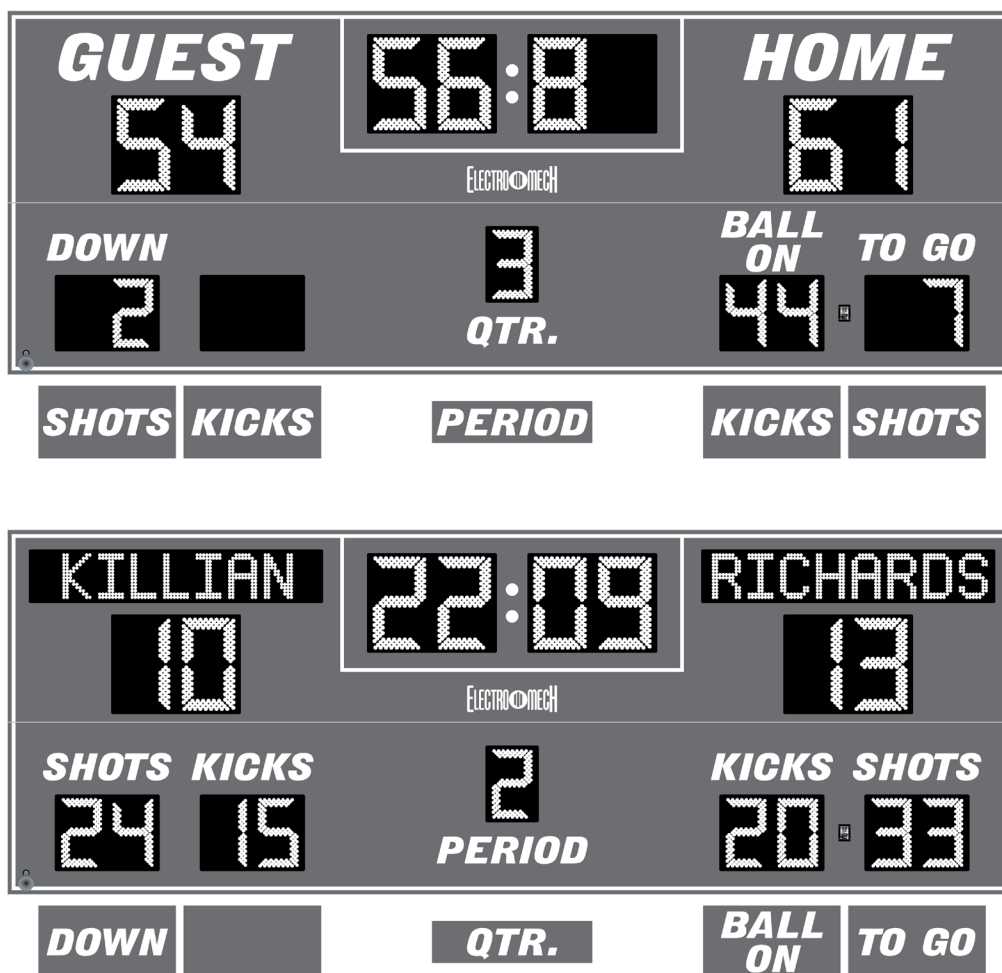 GUEST 56:8 HOME
54 61
ELECTRO MECH
DOWN 3 BALL ON TO GO
2 QTR. 44 7
SHOTS KICKS PERIOD KICKS SHOTS
KILLIAN 22:09 RICHARDS
10 13
ELECTRO MECH
SHOTS KICKS 2 KICKS SHOTS
24 15 PERIOD 20 33
DOWN QTR. BALL ON TO GO